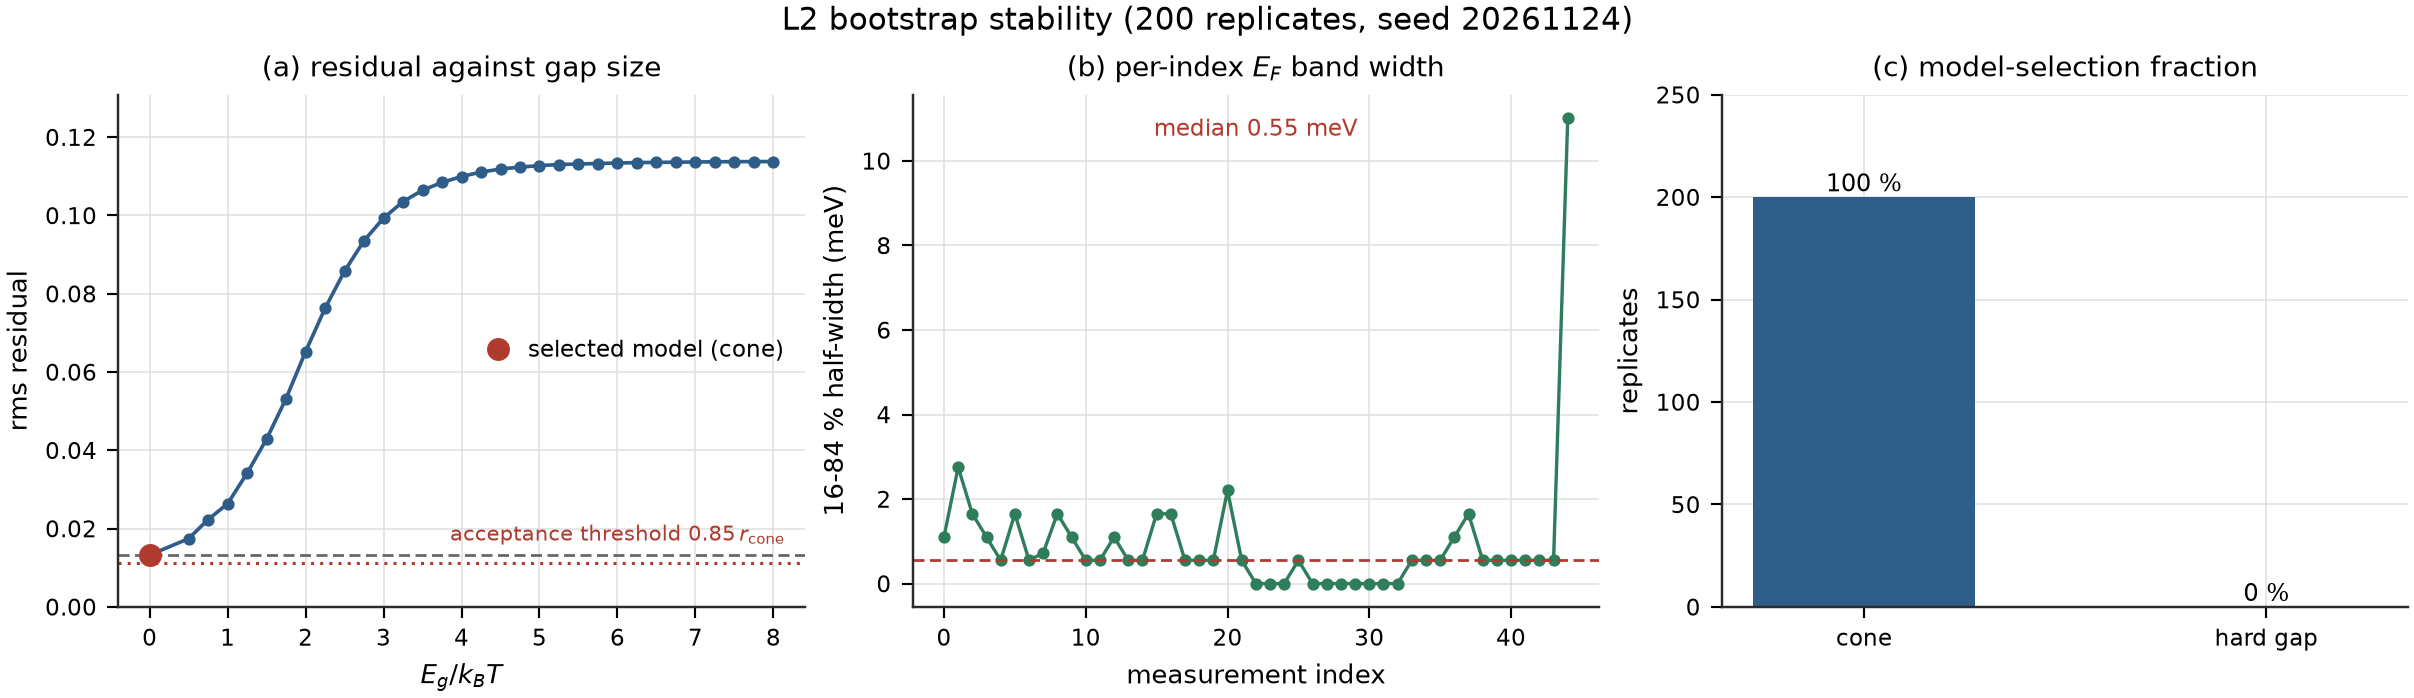 L2 bootstrap stability (200 replicates, seed 20261124)
(a) residual against gap size
rms residual
0.12
0.10
0.08
0.06
0.04
0.02
0.00
selected model (cone)
acceptance threshold 0.85 r_cone
0 1 2 3 4 5 6 7 8
E_g/k_BT
(b) per-index E_F band width
16-84 % half-width (meV)
median 0.55 meV
10
8
6
4
2
0
0 10 20 30 40
measurement index
(c) model-selection fraction
replicates
250
200
150
100
50
0
100 %
0 %
cone hard gap